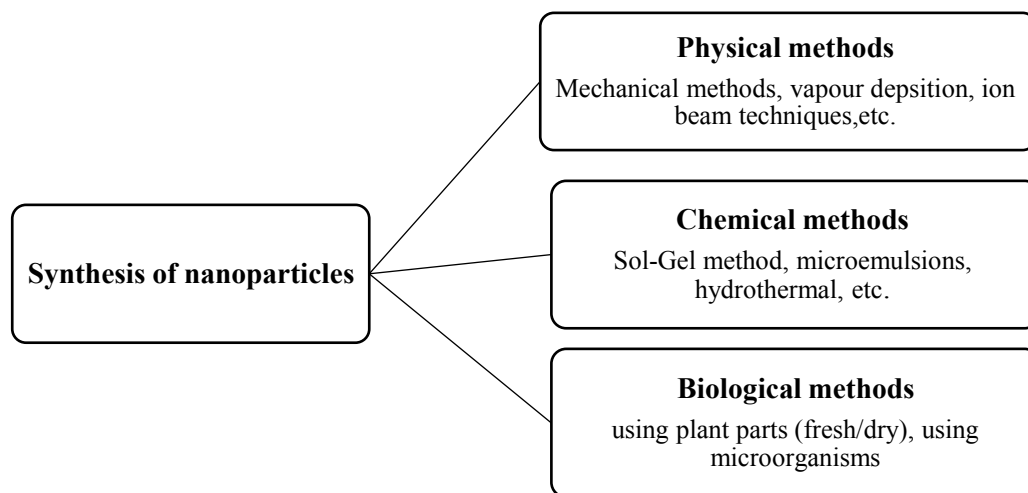 Physical methods
Mechanical methods, vapour depsition, ion
beam techniques,etc.
Synthesis of nanoparticles
Chemical methods
Sol-Gel method, microemulsions,
hydrothermal, etc.
Biological methods
using plant parts (fresh/dry), using
microorganisms